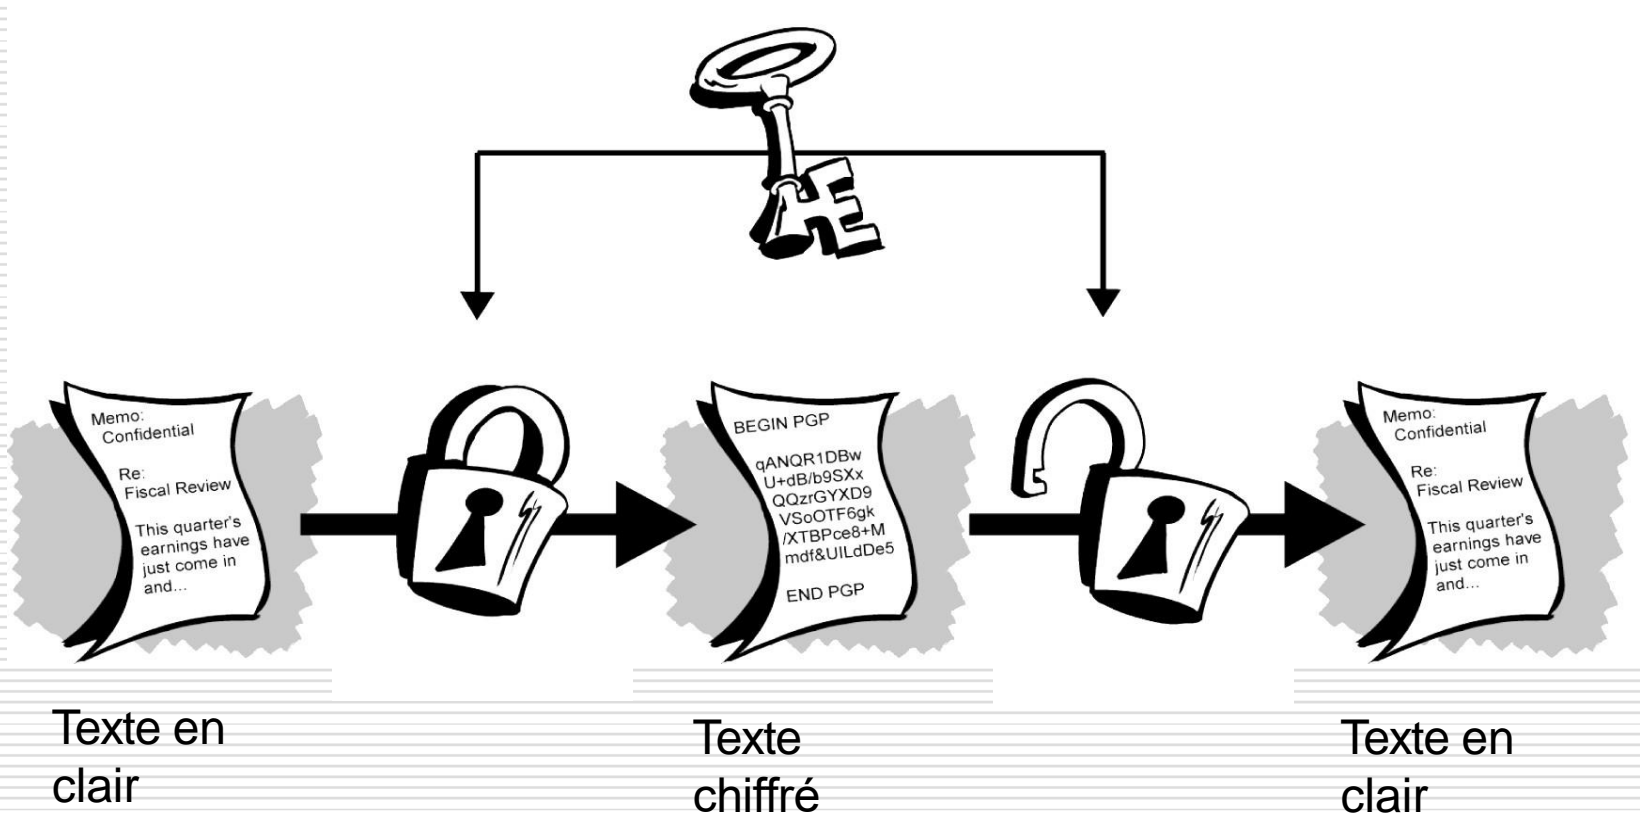 Memo:
Confidential
Re:
Fiscal Review
This quarter's
earnings have
just come in
and...
BEGIN PGP
qANQR1DBw
U+dB/b9SXx
QQzrGYXD9
VSoOTF6gk
/XTBPce8+M
mdf&UILdDe5
END PGP
Memo:
Confidential
Re:
Fiscal Review
This quarter's
earnings have
just come in
and...
Texte en
clair
Texte
chiffré
Texte en
clair